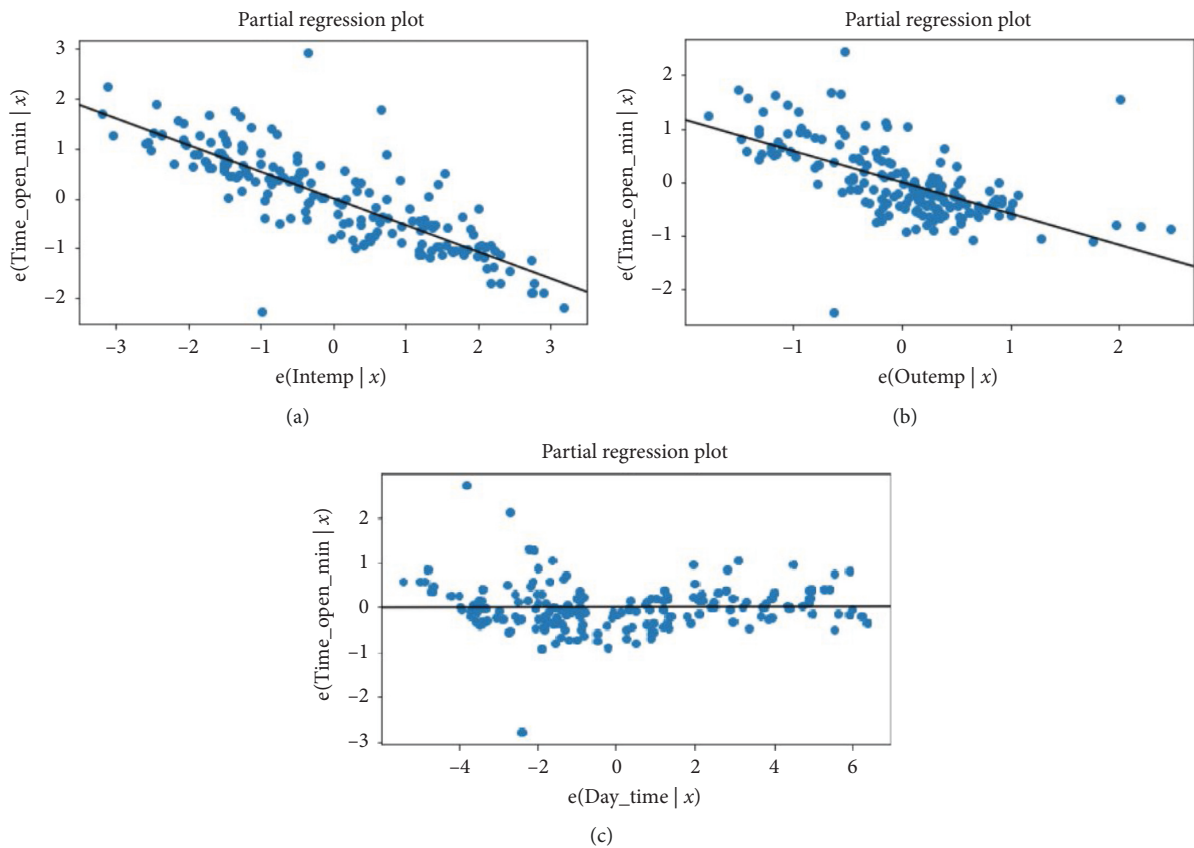 Partial regression plot
3
2
1
0
−1
−2
e(Time_open_min | x)
−3 −2 −1 0 1 2 3
e(Intemp | x)
(a)
Partial regression plot
2
1
0
−1
−2
e(Time_open_min | x)
−1 0 1 2
e(Outemp | x)
(b)
Partial regression plot
2
1
0
−1
−2
−3
e(Time_open_min | x)
−4 −2 0 2 4 6
e(Day_time | x)
(c)